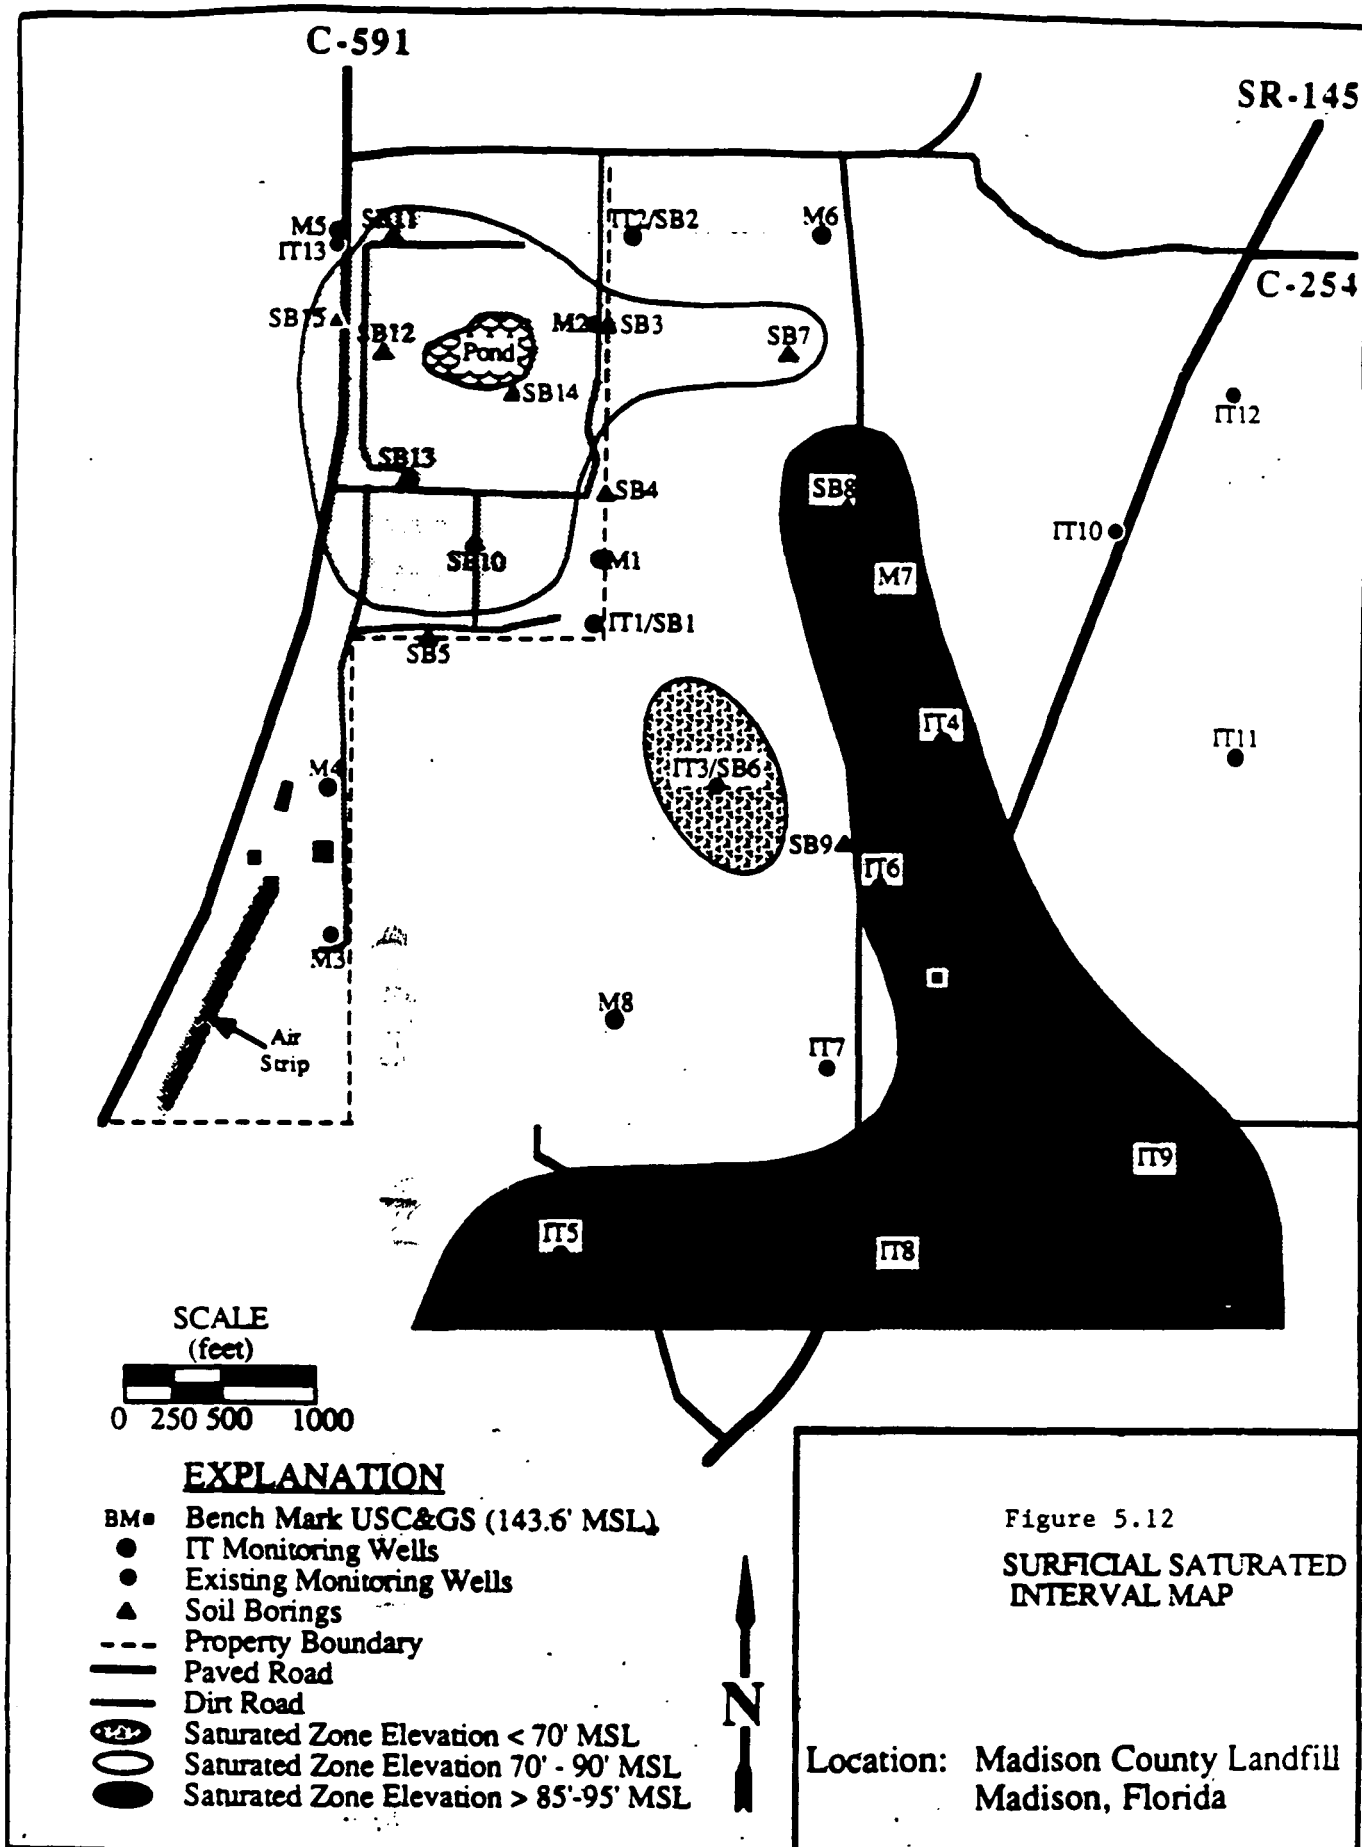 C-591
SR-145
M5
SB11
IT2/SB2
M6
IT13
C-254
SB15
SB12
M2
SB3
SB7
Pond
SB14
IT12
SB13
SB8
SB4
IT10
SB10
M1
M7
IT1/SB1
SB5
IT4
IT11
M4
IT3/SB6
SB9
IT6
M3
M8
Air
Strip
IT7
IT9
IT5
IT8
SCALE
(feet)
0 250 500 1000
EXPLANATION
BM Bench Mark USC&GS (143.6' MSL)
IT Monitoring Wells
Existing Monitoring Wells
Soil Borings
Property Boundary
Paved Road
Dirt Road
Saturated Zone Elevation < 70' MSL
Saturated Zone Elevation 70' - 90' MSL
Saturated Zone Elevation > 85'-95' MSL
N
Figure 5.12
SURFICIAL SATURATED
INTERVAL MAP
Location: Madison County Landfill
Madison, Florida